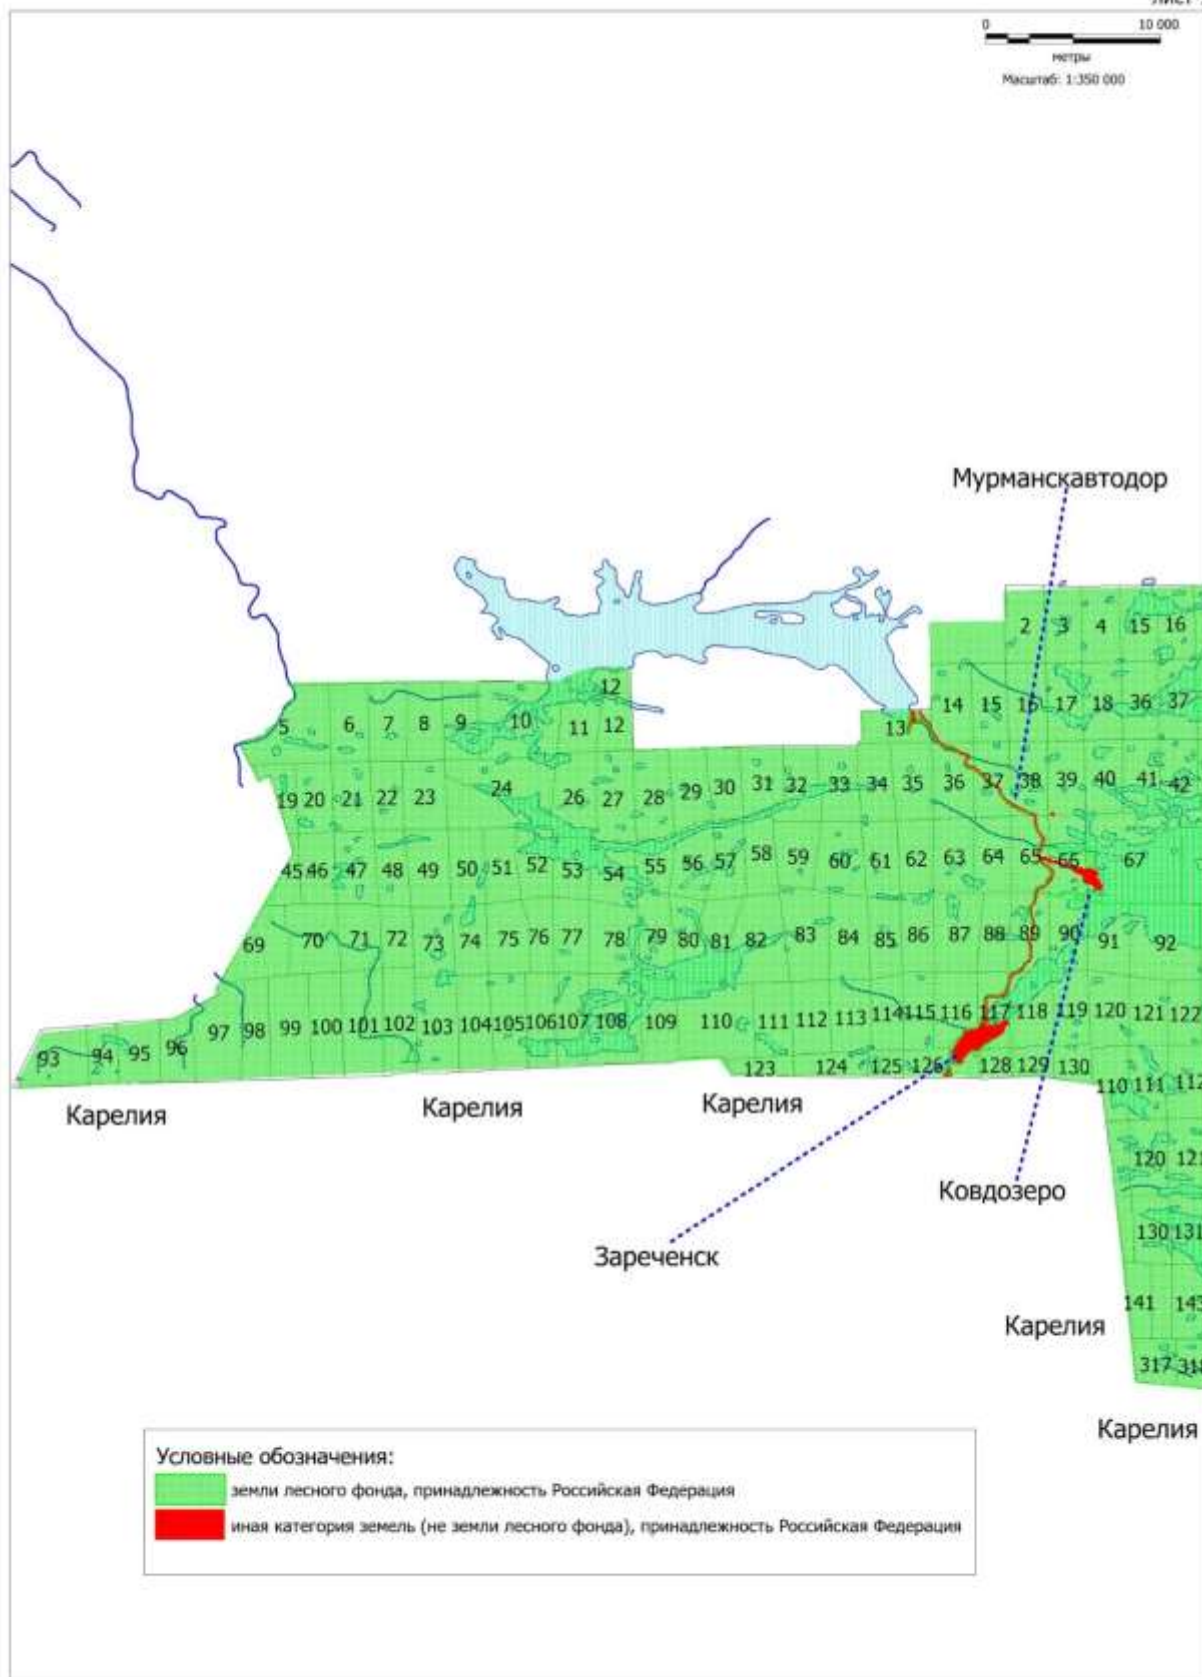 0 10 000
метры
Масштаб: 1:350 000
Мурманскавтодор
2 3 4 15 16
12
14 15 16 17 18 36 37
5 6 7 8 9 10 11 12 13
24 31 32 33 34 35 36 37 38 39 40 41 42
19 20 21 22 23 26 27 28 29 30
45 46 47 48 49 50 51 52 53 54 55 56 57 58 59 60 61 62 63 64 65 66 67
69 70 71 72 73 74 75 76 77 78 79 80 81 82 83 84 85 86 87 88 89 90 91 92
97 98 99 100 101 102 103 104 105 106 107 108 109 110 111 112 113 114 115 116 117 118 119 120 121 122
93 94 95 96 123 124 125 126 128 129 130
110 111 112
Карелия Карелия Карелия
120 121
Ковдозеро
130 131
Зареченск
141 143
Карелия
317 318
Карелия
Условные обозначения:
земли лесного фонда, принадлежность Российская Федерация
иная категория земель (не земли лесного фонда), принадлежность Российская Федерация